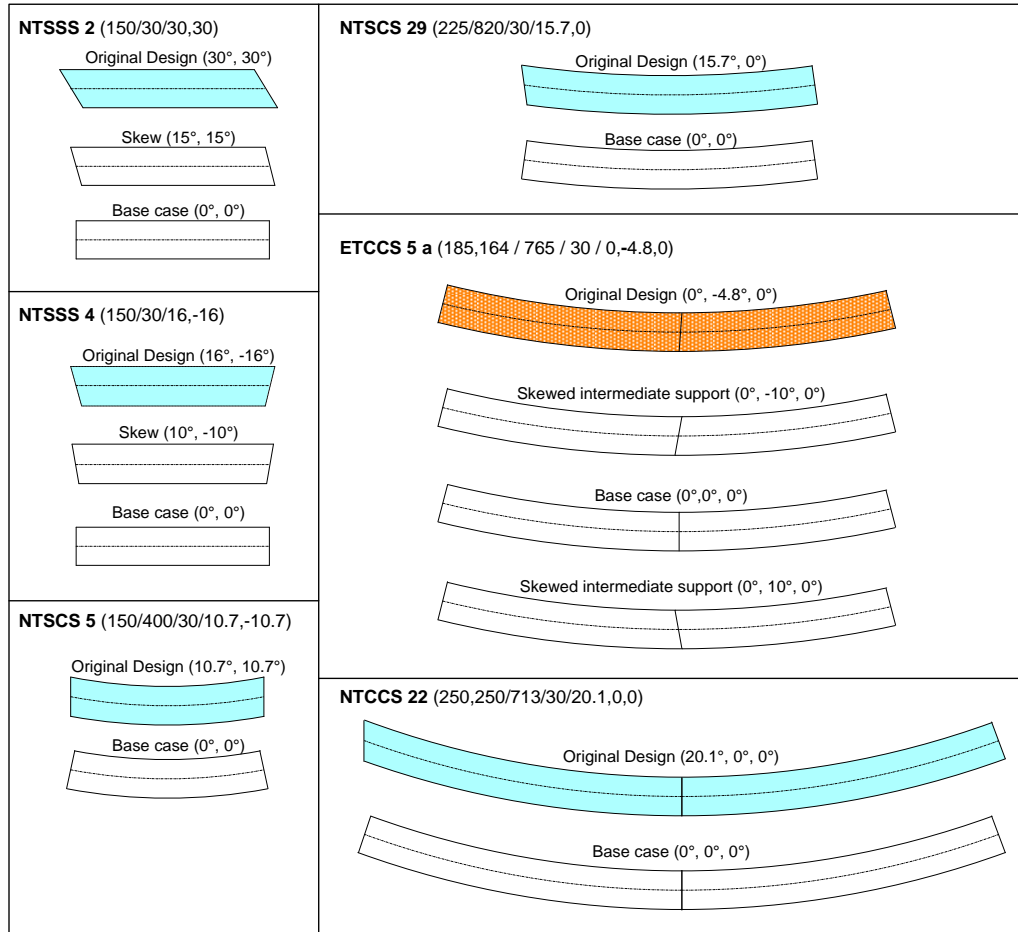 NTSSS 2 (150/30/30,30)
Original Design (30°, 30°)
Skew (15°, 15°)
Base case (0°, 0°)
NTSSS 4 (150/30/16,-16)
Original Design (16°, -16°)
Skew (10°, -10°)
Base case (0°, 0°)
NTSCS 5 (150/400/30/10.7,-10.7)
Original Design (10.7°, 10.7°)
Base case (0°, 0°)
NTSCS 29 (225/820/30/15.7,0)
Original Design (15.7°, 0°)
Base case (0°, 0°)
ETCCS 5 a (185,164 / 765 / 30 / 0,-4.8,0)
Original Design (0°, -4.8°, 0°)
Skewed intermediate support (0°, -10°, 0°)
Base case (0°,0°, 0°)
Skewed intermediate support (0°, 10°, 0°)
NTCCS 22 (250,250/713/30/20.1,0,0)
Original Design (20.1°, 0°, 0°)
Base case (0°, 0°, 0°)